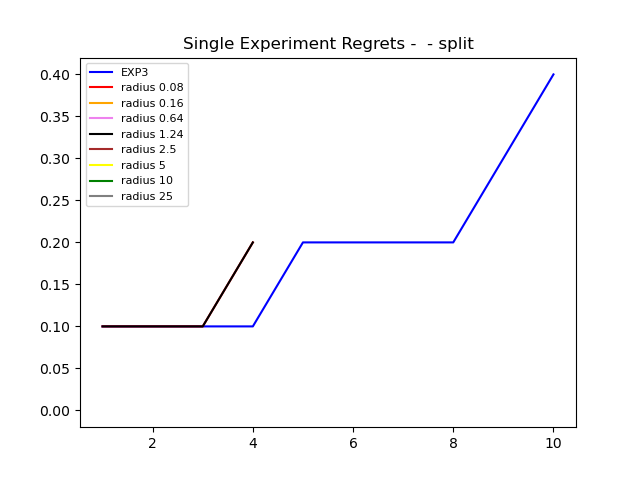 Single Experiment Regrets -  - split
0.40
0.35
0.30
0.25
0.20
0.15
0.10
0.05
0.00
EXP3
radius 0.08
radius 0.16
radius 0.64
radius 1.24
radius 2.5
radius 5
radius 10
radius 25
2
4
6
8
10